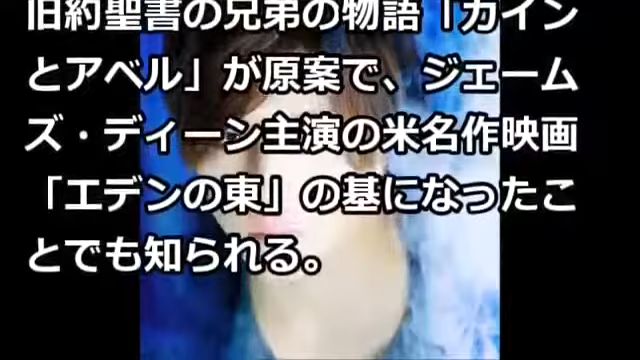 旧約聖書の兄弟の物語「カイン
とアベル」が原案で、ジェーム
ズ・ディーン主演の米名作映画
「エデンの東」の基になったこ
とでも知られる。